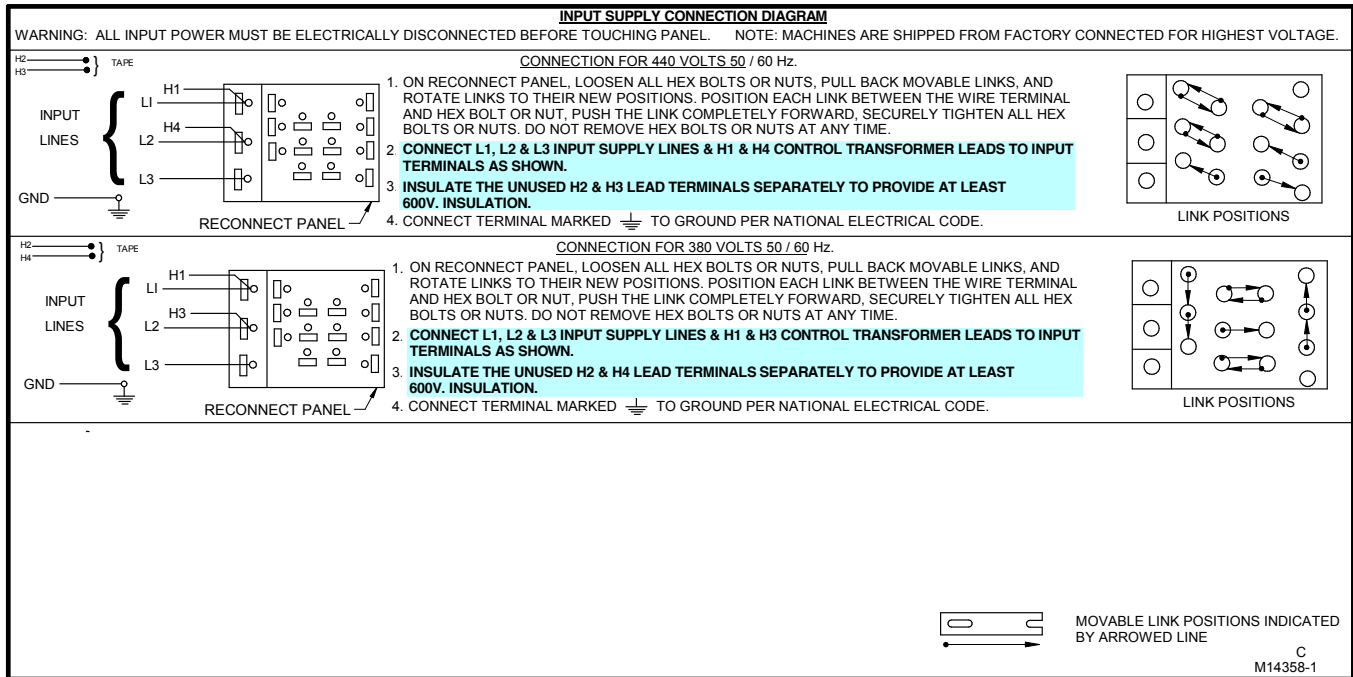 INPUT SUPPLY CONNECTION DIAGRAM
WARNING: ALL INPUT POWER MUST BE ELECTRICALLY DISCONNECTED BEFORE TOUCHING PANEL. NOTE: MACHINES ARE SHIPPED FROM FACTORY CONNECTED FOR HIGHEST VOLTAGE.
CONNECTION FOR 440 VOLTS 50 / 60 Hz.
H2
H3
TAPE
INPUT
LINES
H1
LI
H4
L2
L3
GND
RECONNECT PANEL
1. ON RECONNECT PANEL, LOOSEN ALL HEX BOLTS OR NUTS, PULL BACK MOVABLE LINKS, AND
ROTATE LINKS TO THEIR NEW POSITIONS. POSITION EACH LINK BETWEEN THE WIRE TERMINAL
AND HEX BOLT OR NUT, PUSH THE LINK COMPLETELY FORWARD, SECURELY TIGHTEN ALL HEX
BOLTS OR NUTS. DO NOT REMOVE HEX BOLTS OR NUTS AT ANY TIME.
2. CONNECT L1, L2 & L3 INPUT SUPPLY LINES & H1 & H4 CONTROL TRANSFORMER LEADS TO INPUT
TERMINALS AS SHOWN.
3. INSULATE THE UNUSED H2 & H3 LEAD TERMINALS SEPARATELY TO PROVIDE AT LEAST
600V. INSULATION.
4. CONNECT TERMINAL MARKED TO GROUND PER NATIONAL ELECTRICAL CODE.
LINK POSITIONS
CONNECTION FOR 380 VOLTS 50 / 60 Hz.
H2
H4
TAPE
INPUT
LINES
H1
LI
H3
L2
L3
GND
RECONNECT PANEL
1. ON RECONNECT PANEL, LOOSEN ALL HEX BOLTS OR NUTS, PULL BACK MOVABLE LINKS, AND
ROTATE LINKS TO THEIR NEW POSITIONS. POSITION EACH LINK BETWEEN THE WIRE TERMINAL
AND HEX BOLT OR NUT, PUSH THE LINK COMPLETELY FORWARD, SECURELY TIGHTEN ALL HEX
BOLTS OR NUTS. DO NOT REMOVE HEX BOLTS OR NUTS AT ANY TIME.
2. CONNECT L1, L2 & L3 INPUT SUPPLY LINES & H1 & H3 CONTROL TRANSFORMER LEADS TO INPUT
TERMINALS AS SHOWN.
3. INSULATE THE UNUSED H2 & H4 LEAD TERMINALS SEPARATELY TO PROVIDE AT LEAST
600V. INSULATION.
4. CONNECT TERMINAL MARKED TO GROUND PER NATIONAL ELECTRICAL CODE.
LINK POSITIONS
MOVABLE LINK POSITIONS INDICATED
BY ARROWED LINE
C
M14358-1